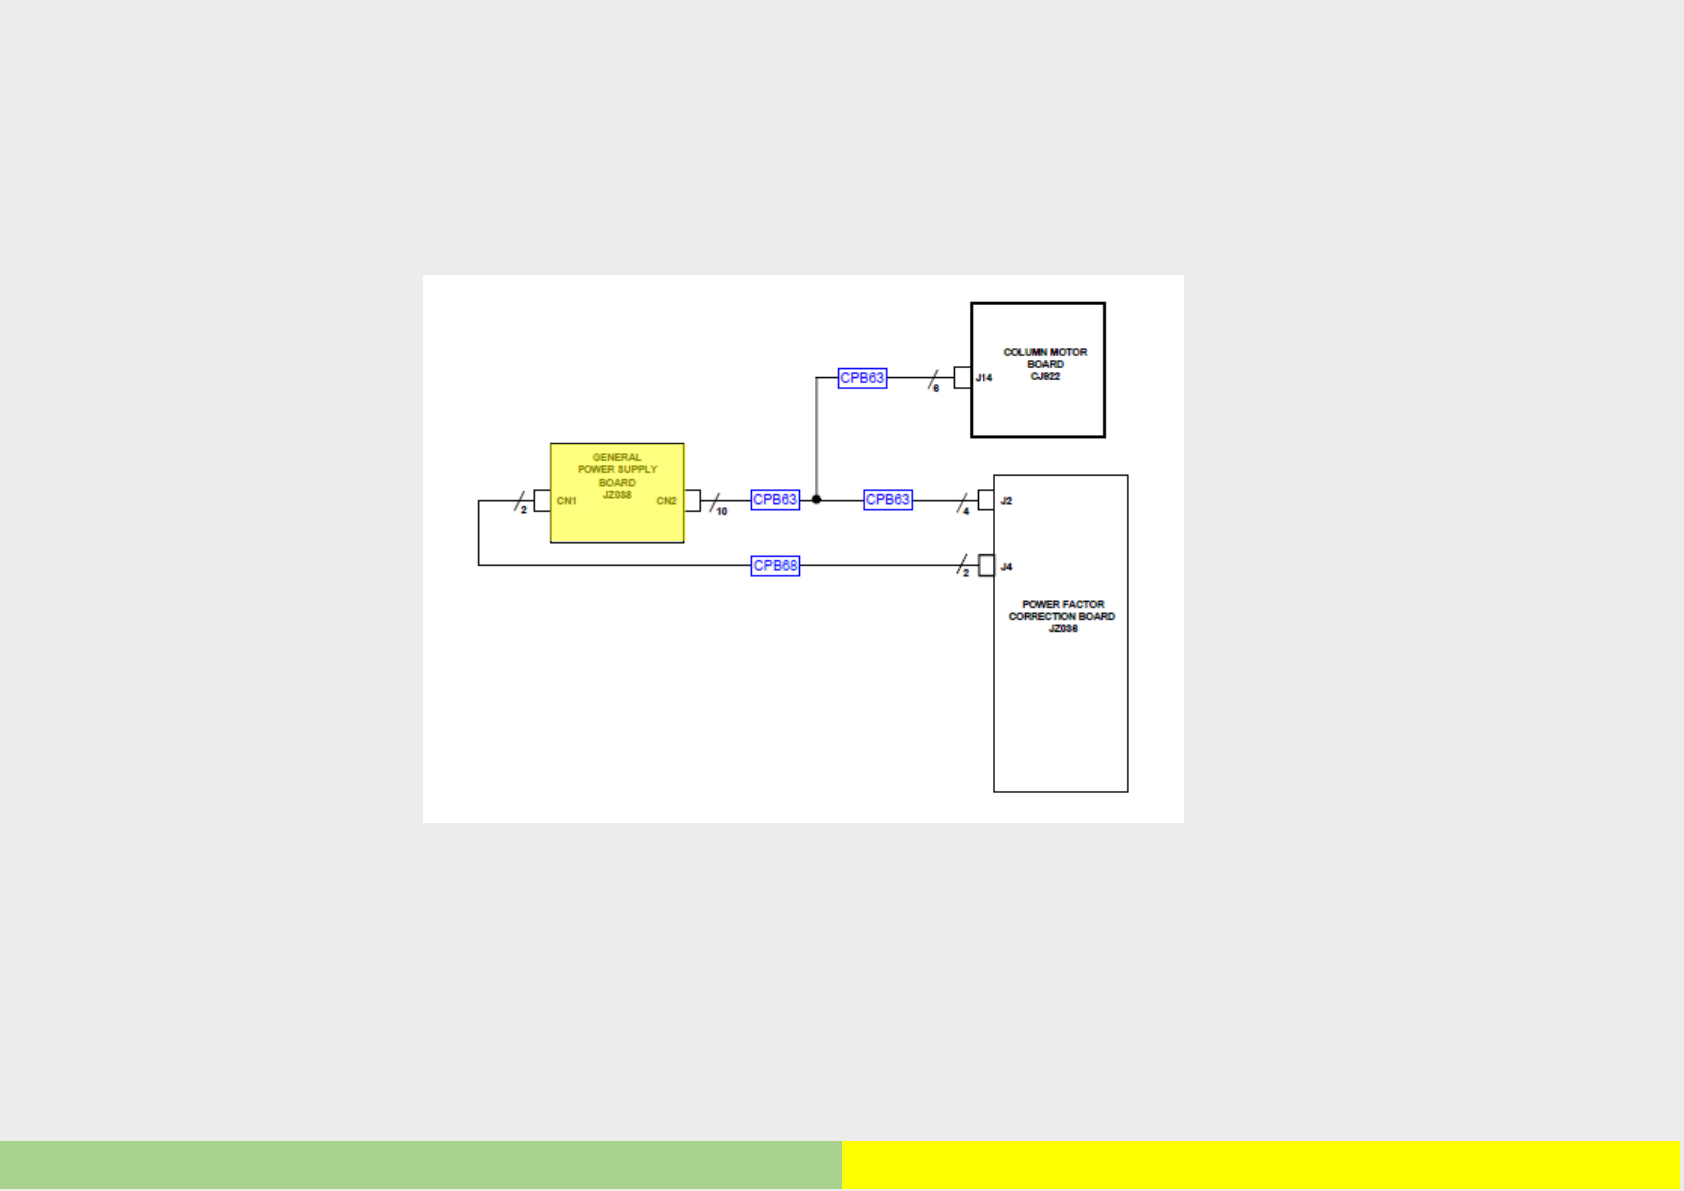 COLUMN MOTOR
BOARD
CJ922
CPB63
6
J14
GENERAL
POWER SUPPLY
BOARD
JZ038
2
CN1
CN2
10
CPB63
CPB63
4
J2
CPB68
2
J4
POWER FACTOR
CORRECTION BOARD
JZ036